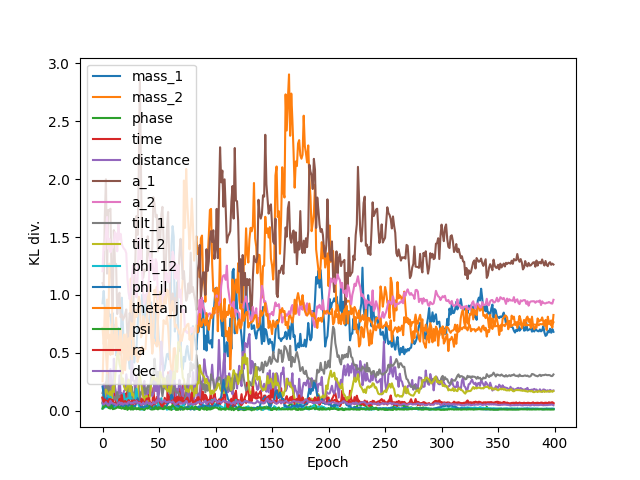 3.0
2.5
2.0
1.5
1.0
0.5
0.0
KL div.
mass_1
mass_2
phase
time
distance
a_1
a_2
tilt_1
tilt_2
phi_12
phi_jl
theta_jn
psi
ra
dec
0 50 100 150 200 250 300 350 400
Epoch